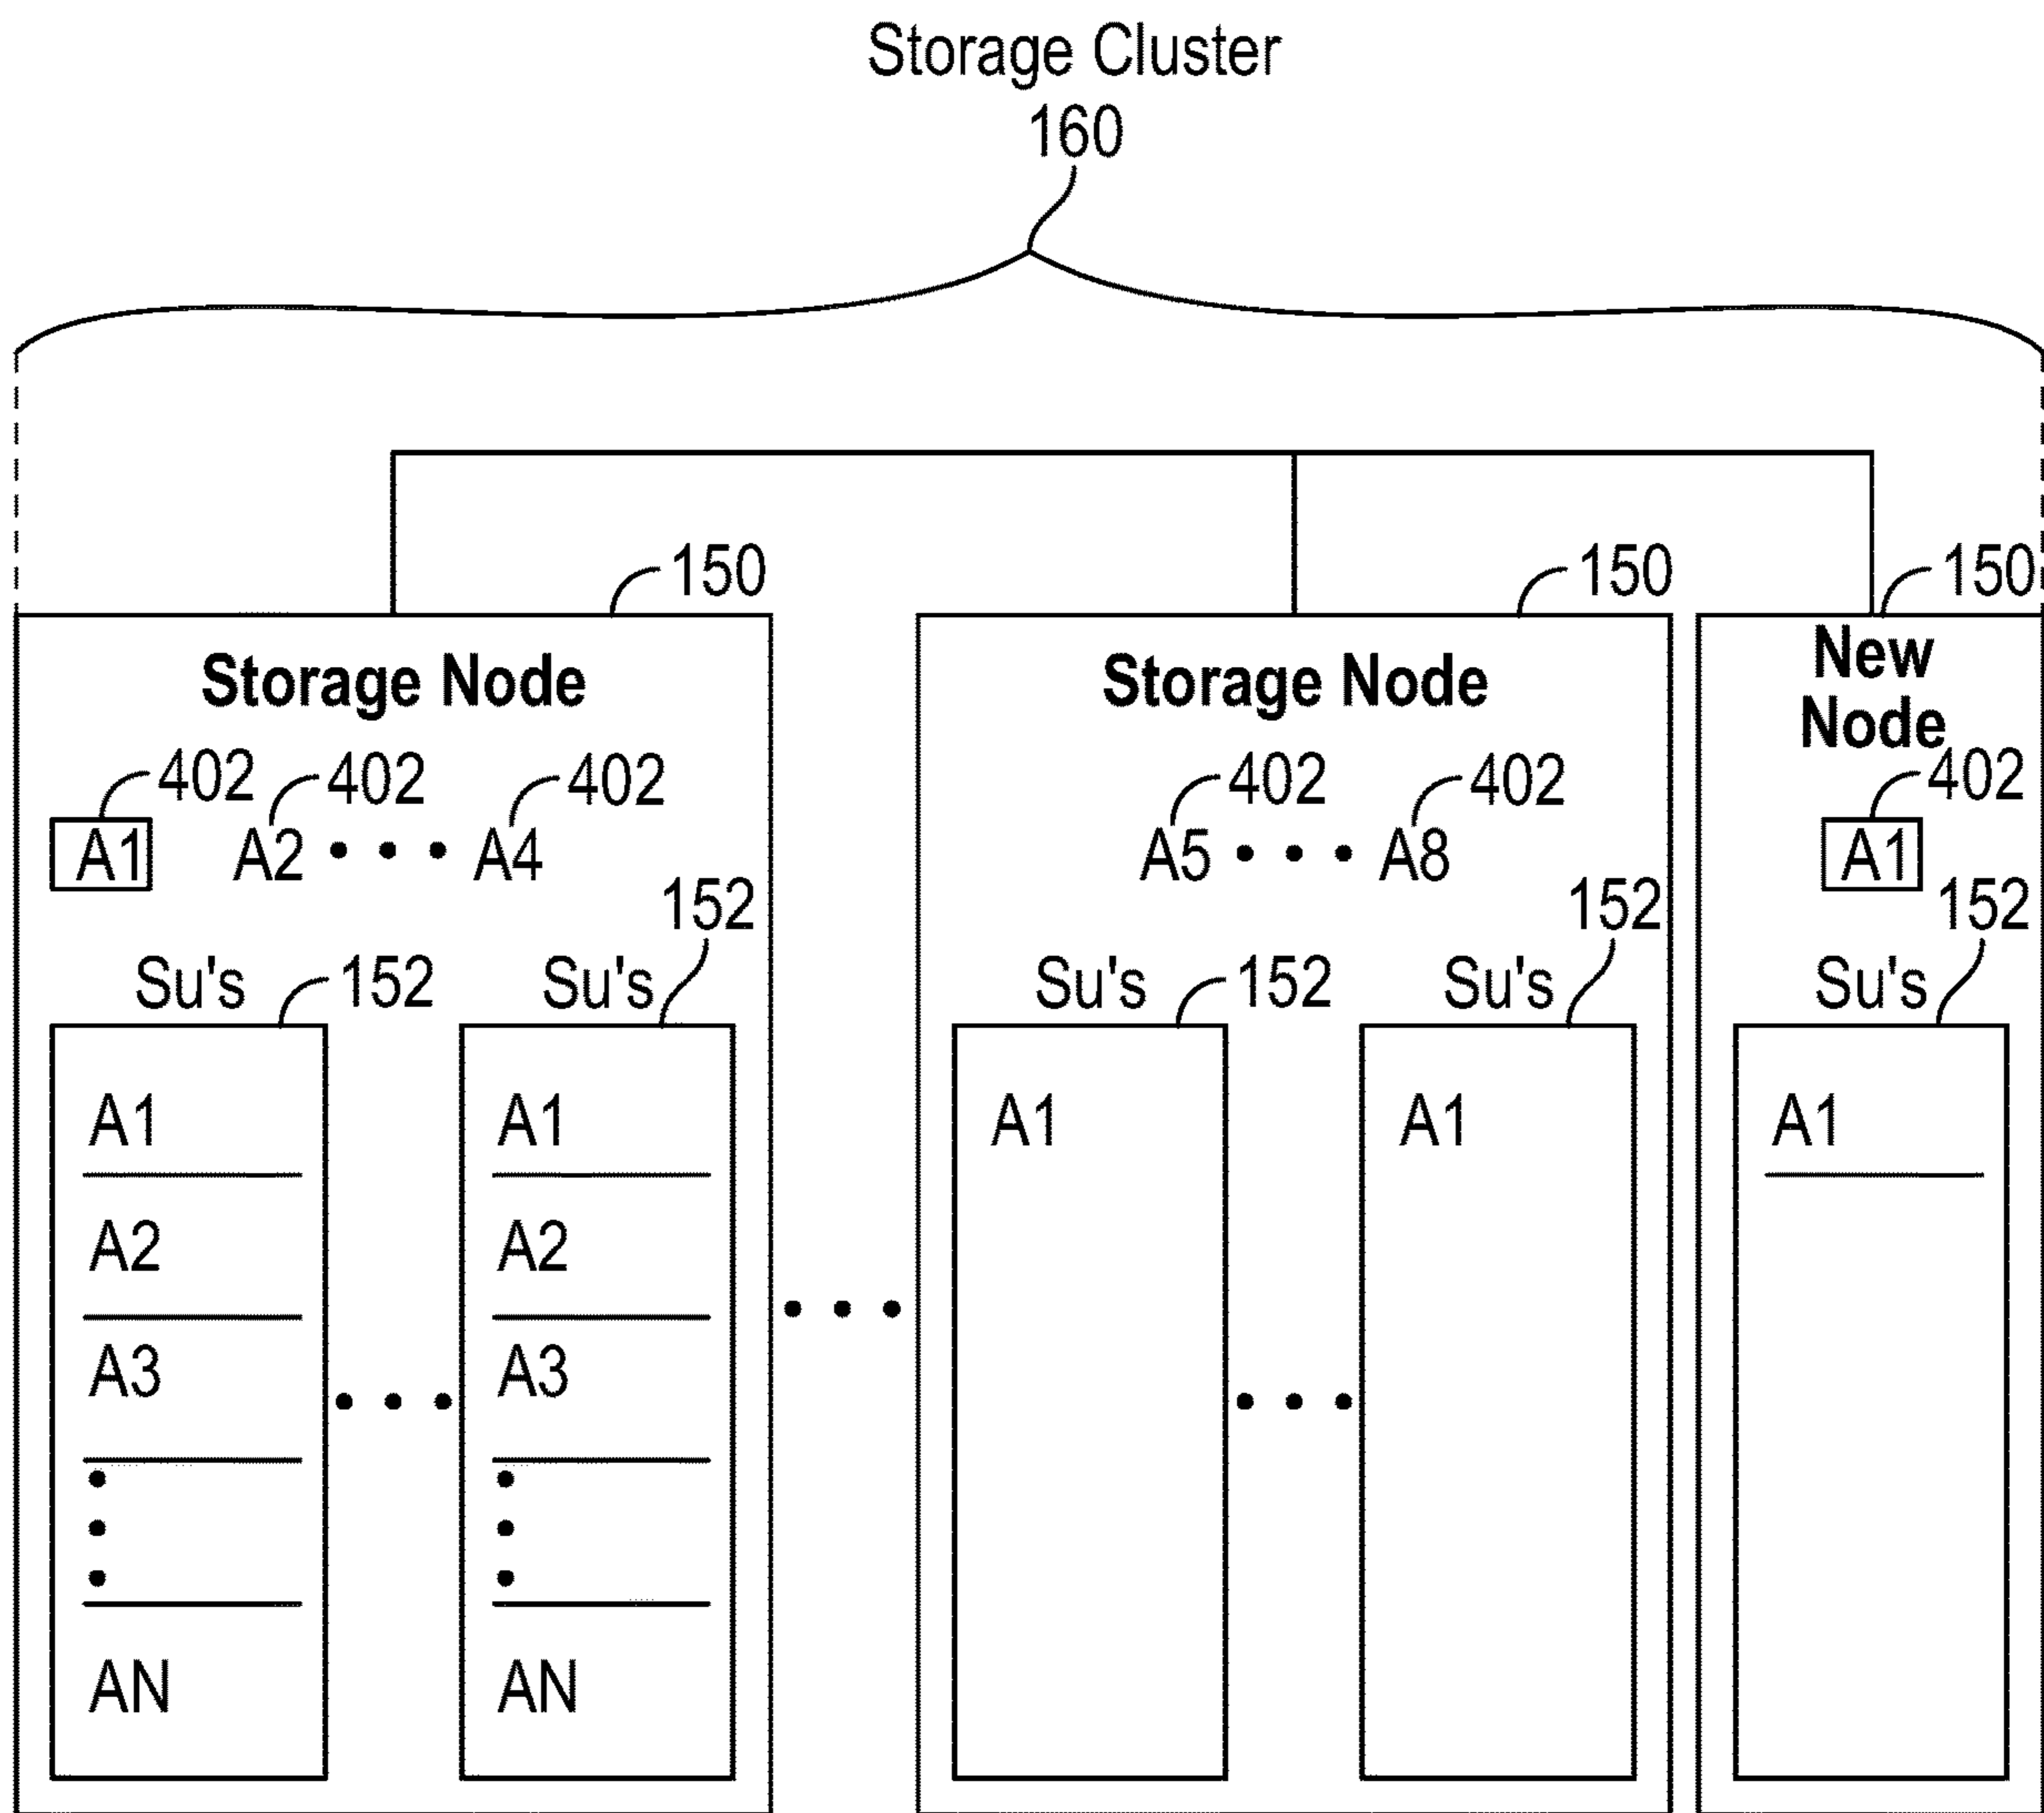 Storage Cluster
160
150 150 150
Storage Node Storage Node New
Node
402 402 402 402 402 402
A1 A2 • • • A4 A5 • • • A8 A1
152 152 152
Su's 152 Su's Su's 152 Su's Su's
A1 A1 A1 A1 A1
A2 A2
A3 A3
AN AN